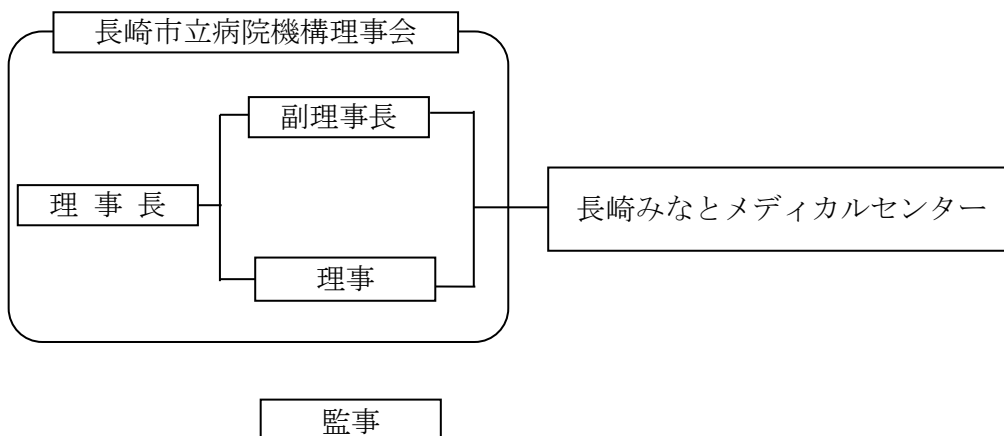 長崎市立病院機構理事会
副理事長
理 事 長
長崎みなとメディカルセンター
理事
監事